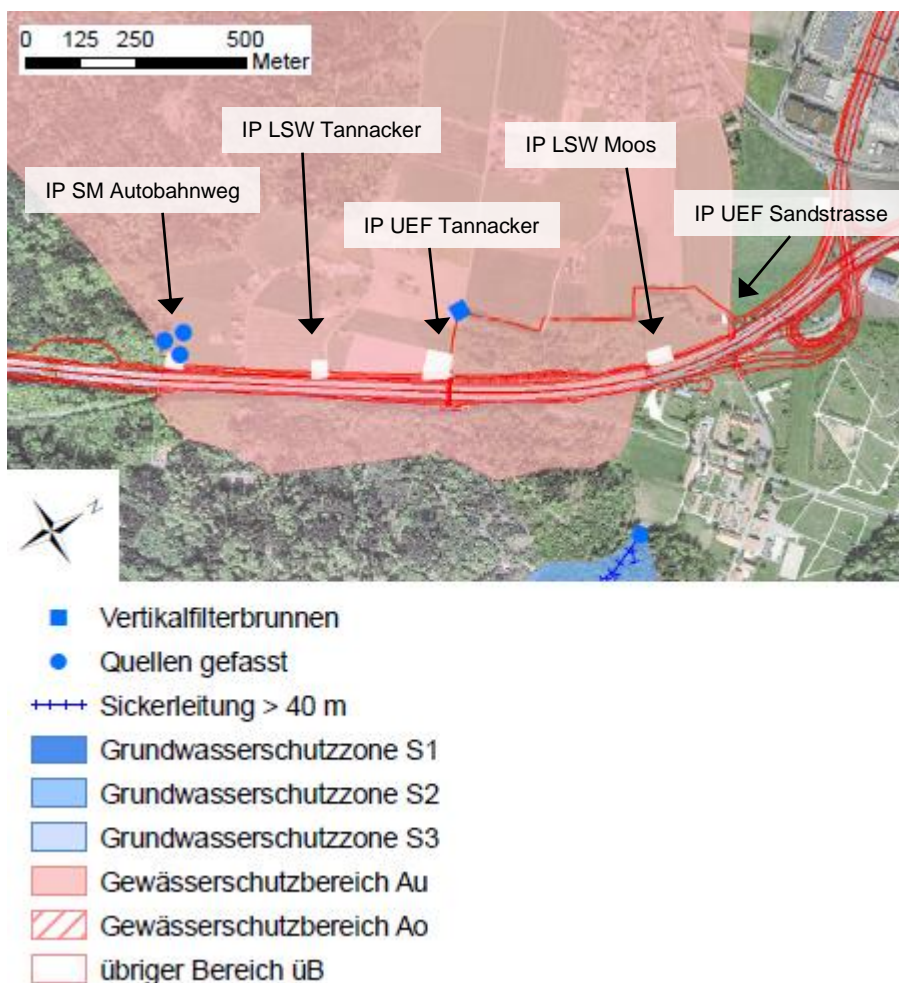 0 125 250 500
Meter
IP LSW Tannacker
IP LSW Moos
IP SM Autobahnweg
IP UEF Tannacker
IP UEF Sandstrasse
N
Vertikalfilterbrunnen
Quellen gefasst
Sickerleitung > 40 m
Grundwasserschutzzone S1
Grundwasserschutzzone S2
Grundwasserschutzzone S3
Gewässerschutzbereich Au
Gewässerschutzbereich Ao
übriger Bereich üB